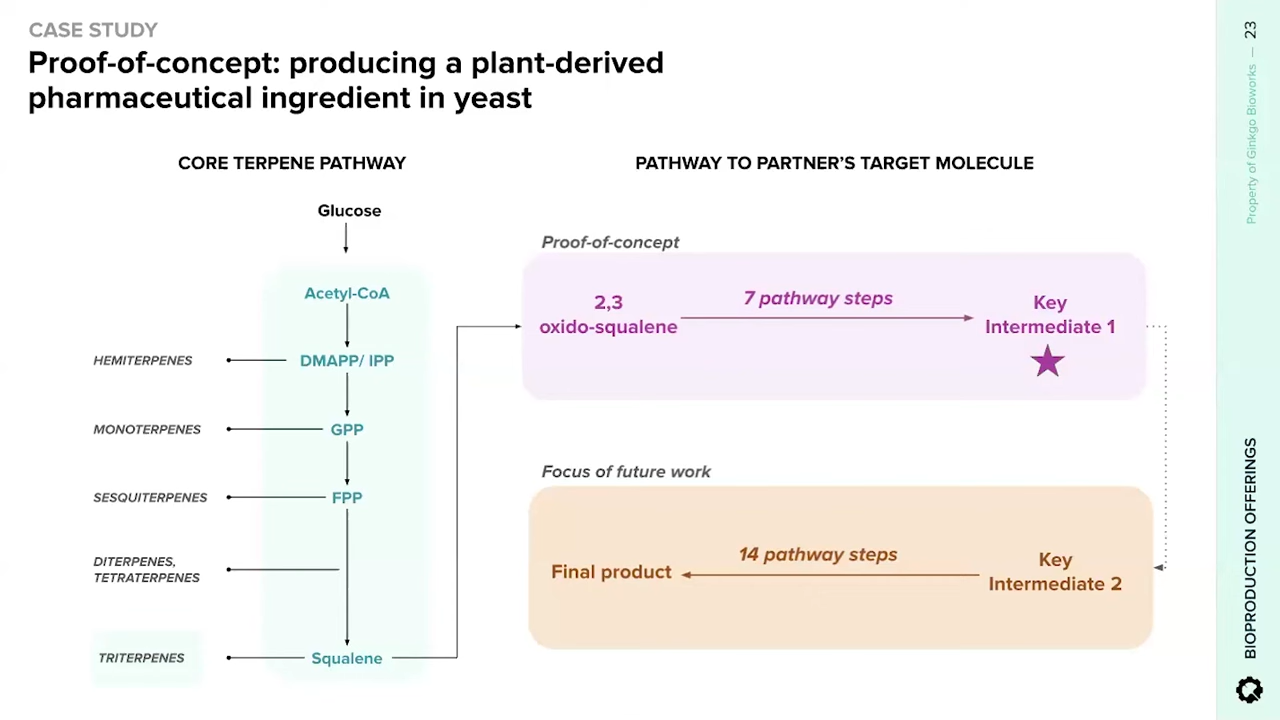 CASE STUDY
Proof-of-concept: producing a plant-derived
pharmaceutical ingredient in yeast
CORE TERPENE PATHWAY
Glucose
Acetyl-CoA
HEMITERPENES
DMAPP/ IPP
MONOTERPENES
GPP
SESQUITERPENES
FPP
DITERPENES,
TETRATERPENES
TRITERPENES
Squalene
PATHWAY TO PARTNER’S TARGET MOLECULE
Proof-of-concept
2,3
oxido-squalene
7 pathway steps
Key
Intermediate 1
Focus of future work
Final product
14 pathway steps
Key
Intermediate 2
Property of Ginkgo Bioworks — 23
BIOPRODUCTION OFFERINGS